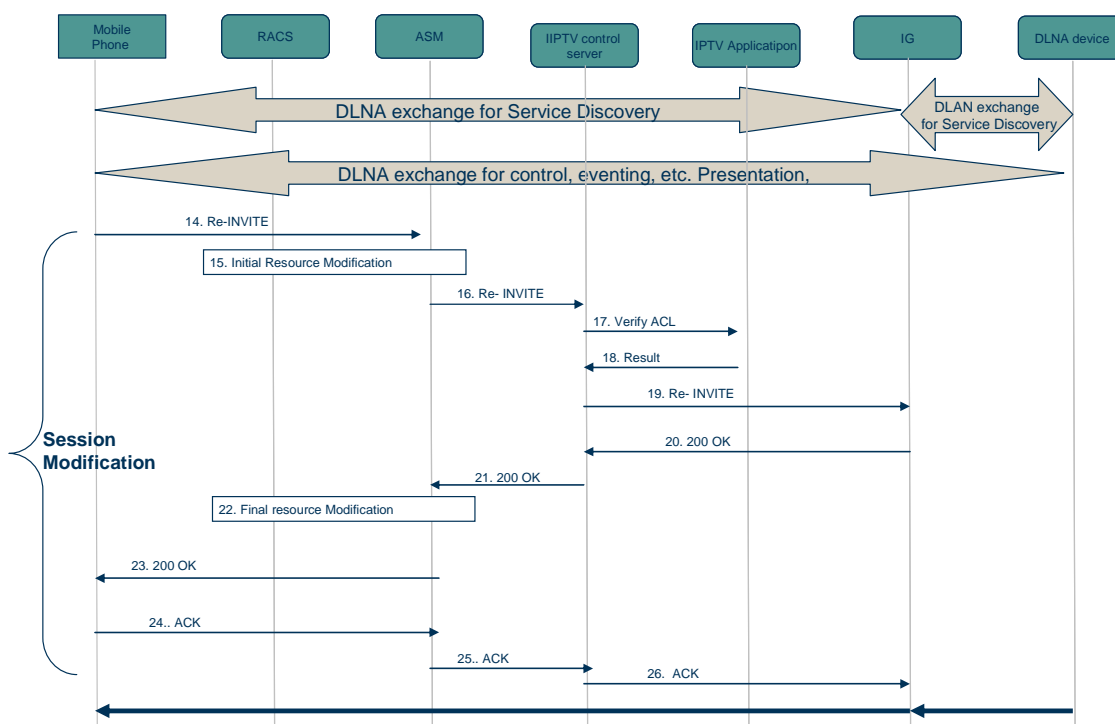 Mobile
Phone
RACS
ASM
IIPTV control
server
IPTV Applicatipon
IG
DLNA device
DLNA exchange for Service Discovery
DLAN exchange
for Service Discovery
DLNA exchange for control, eventing, etc. Presentation,
14. Re-INVITE
15. Initial Resource Modification
16. Re- INVITE
17. Verify ACL
18. Result
19. Re- INVITE
Session
Modification
20. 200 OK
21. 200 OK
22. Final resource Modification
23. 200 OK
24.. ACK
25.. ACK
26. ACK